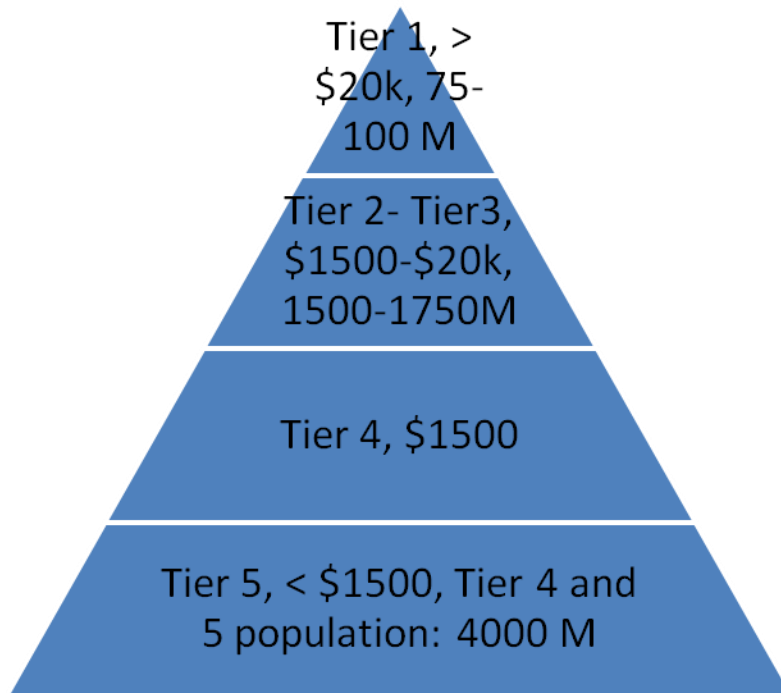 Tier 1, >
$20k, 75-
100 M
Tier 2- Tier3,
$1500-$20k,
1500-1750M
Tier 4, $1500
Tier 5, < $1500, Tier 4 and
5 population: 4000 M